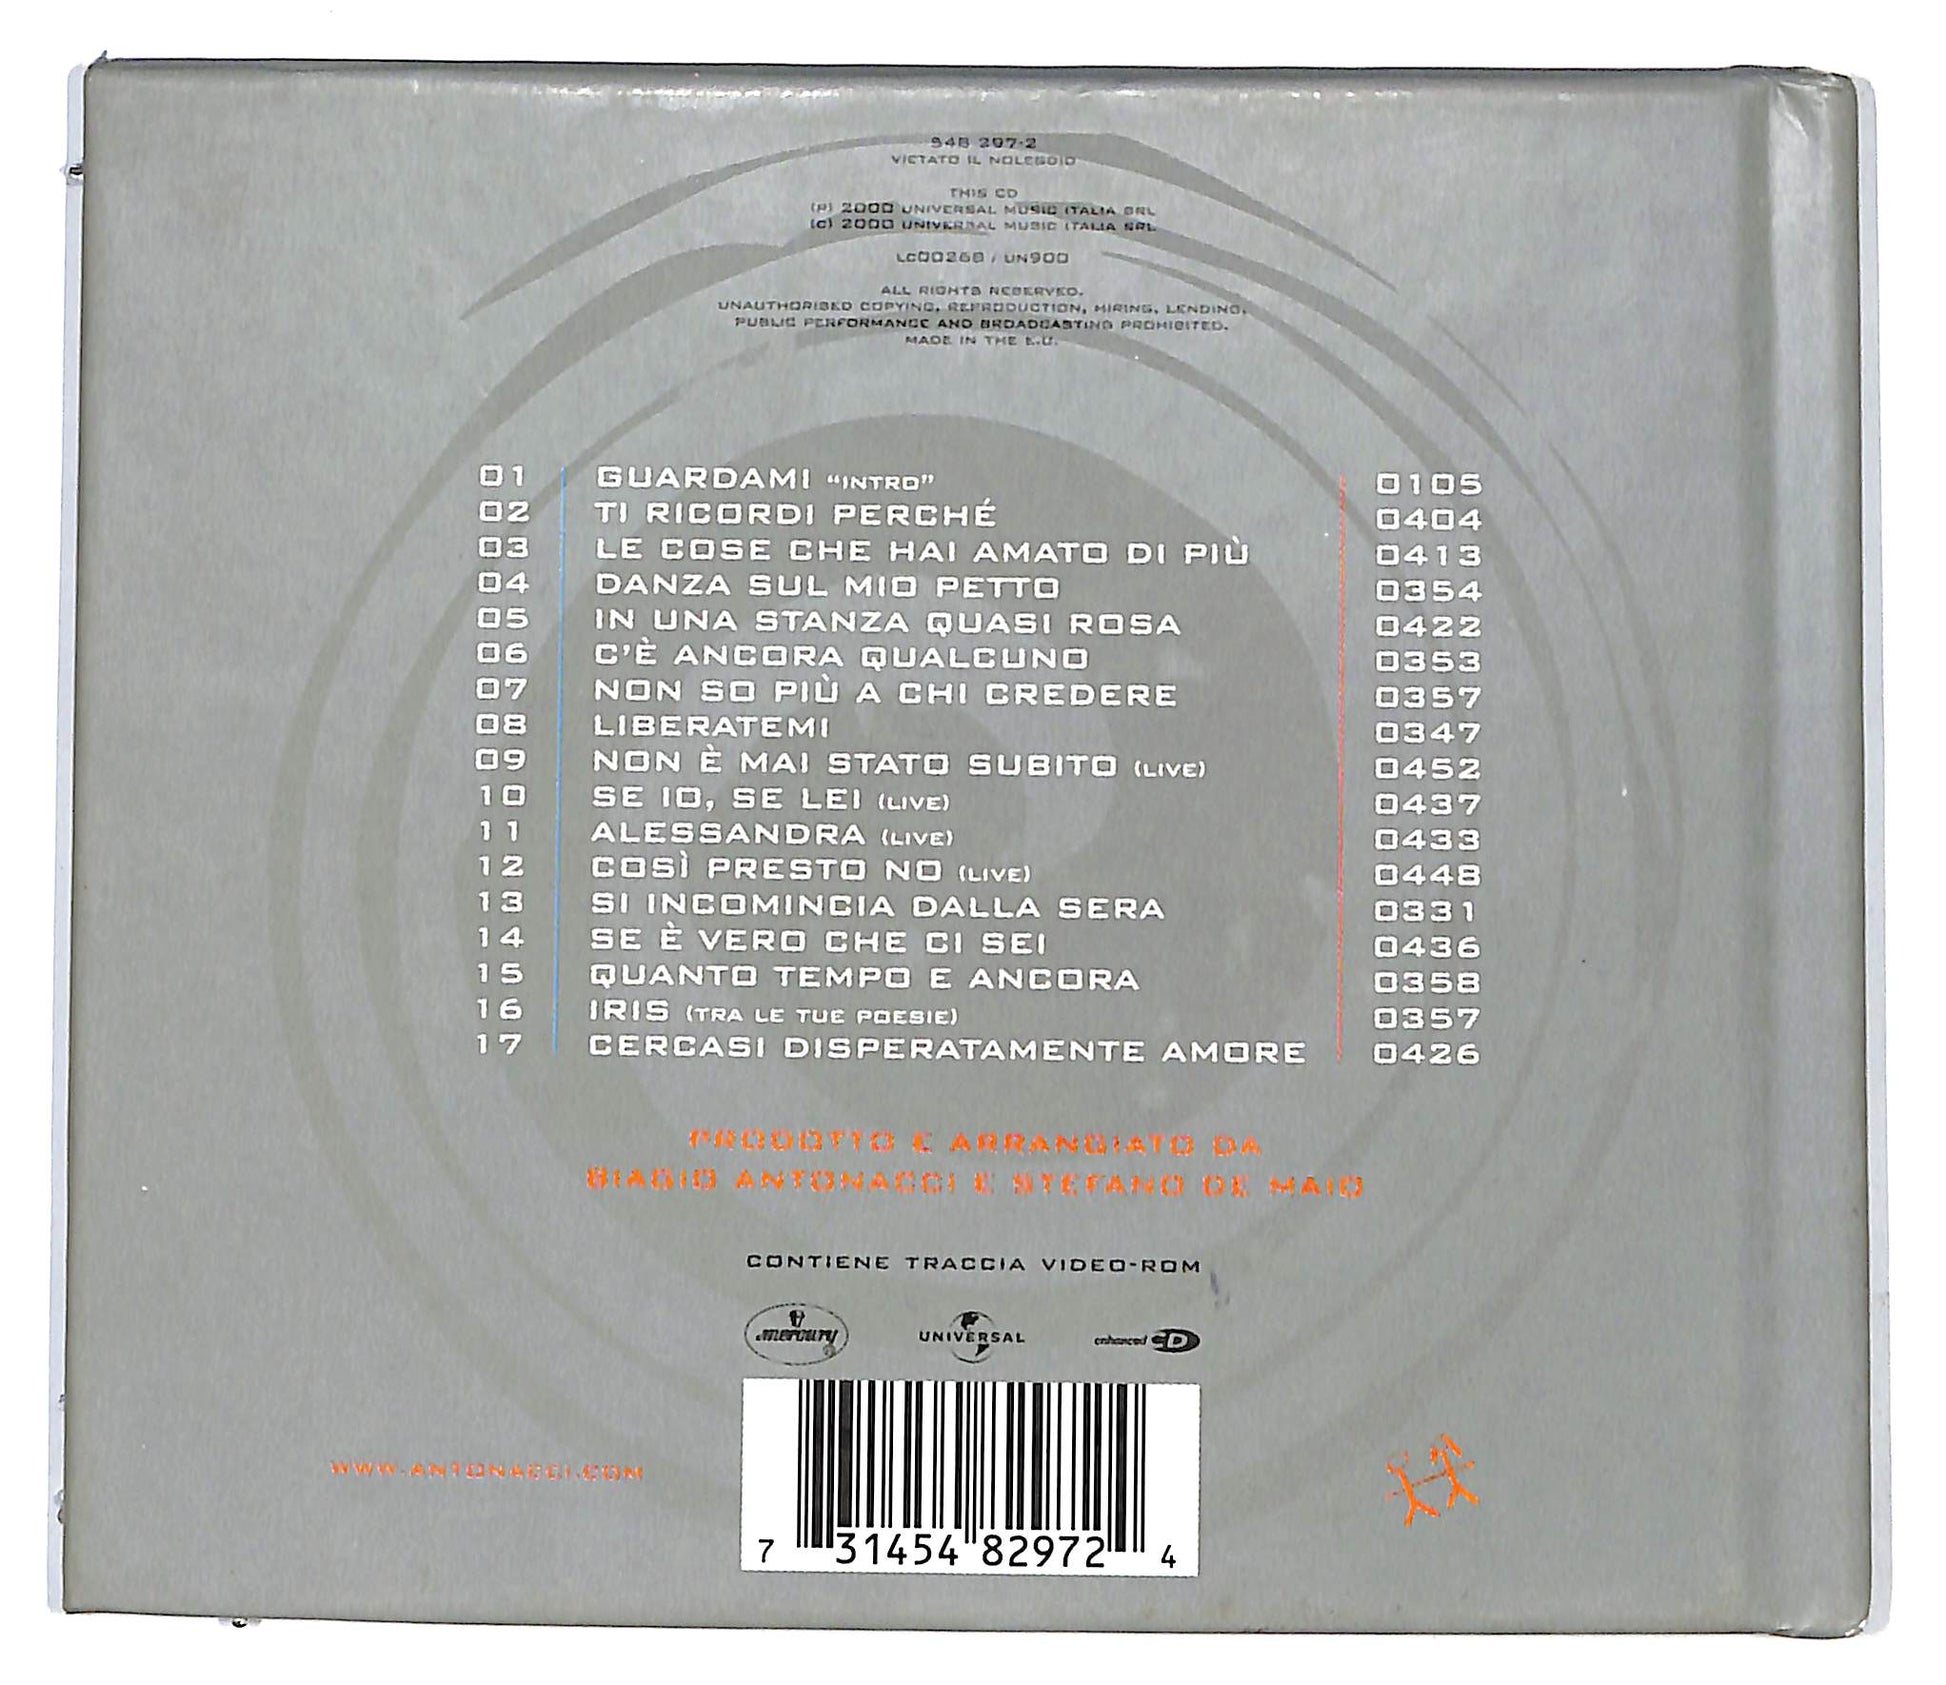 548 297-2
VIETATO IL NOLEGGIO
THIS CD
(P) 2000 UNIVERSAL MUSIC ITALIA SRL
(C) 2000 UNIVERSAL MUSIC ITALIA SRL
LC00268 / UN900
ALL RIGHTS RESERVED.
UNAUTHORISED COPYING, REPRODUCTION, HIRING, LENDING,
PUBLIC PERFORMANCE AND BROADCASTING PROHIBITED.
MADE IN THE E.U.
01 GUARDAMI “INTRO” 0105
02 TI RICORDI PERCHÉ 0404
03 LE COSE CHE HAI AMATO DI PIÙ 0413
04 DANZA SUL MIO PETTO 0354
05 IN UNA STANZA QUASI ROSA 0422
06 C'È ANCORA QUALCUNO 0353
07 NON SO PIÙ A CHI CREDERE 0357
08 LIBERATEMI 0347
09 NON È MAI STATO SUBITO (LIVE) 0452
10 SE IO, SE LEI (LIVE) 0437
11 ALESSANDRA (LIVE) 0433
12 COSÌ PRESTO NO (LIVE) 0448
13 SI INCOMINCIA DALLA SERA 0331
14 SE È VERO CHE CI SEI 0436
15 QUANTO TEMPO E ANCORA 0358
16 IRIS (TRA LE TUE POESIE) 0357
17 CERCASI DISPERATAMENTE AMORE 0426
PRODOTTO E ARRANGIATO DA
BIAGIO ANTONACCI E STEFANO DE MAIO
CONTIENE TRACCIA VIDEO-ROM
mercury ® UNIVERSAL enhanced CD
WWW.ANTONACCI.COM
7 31454 82972 4